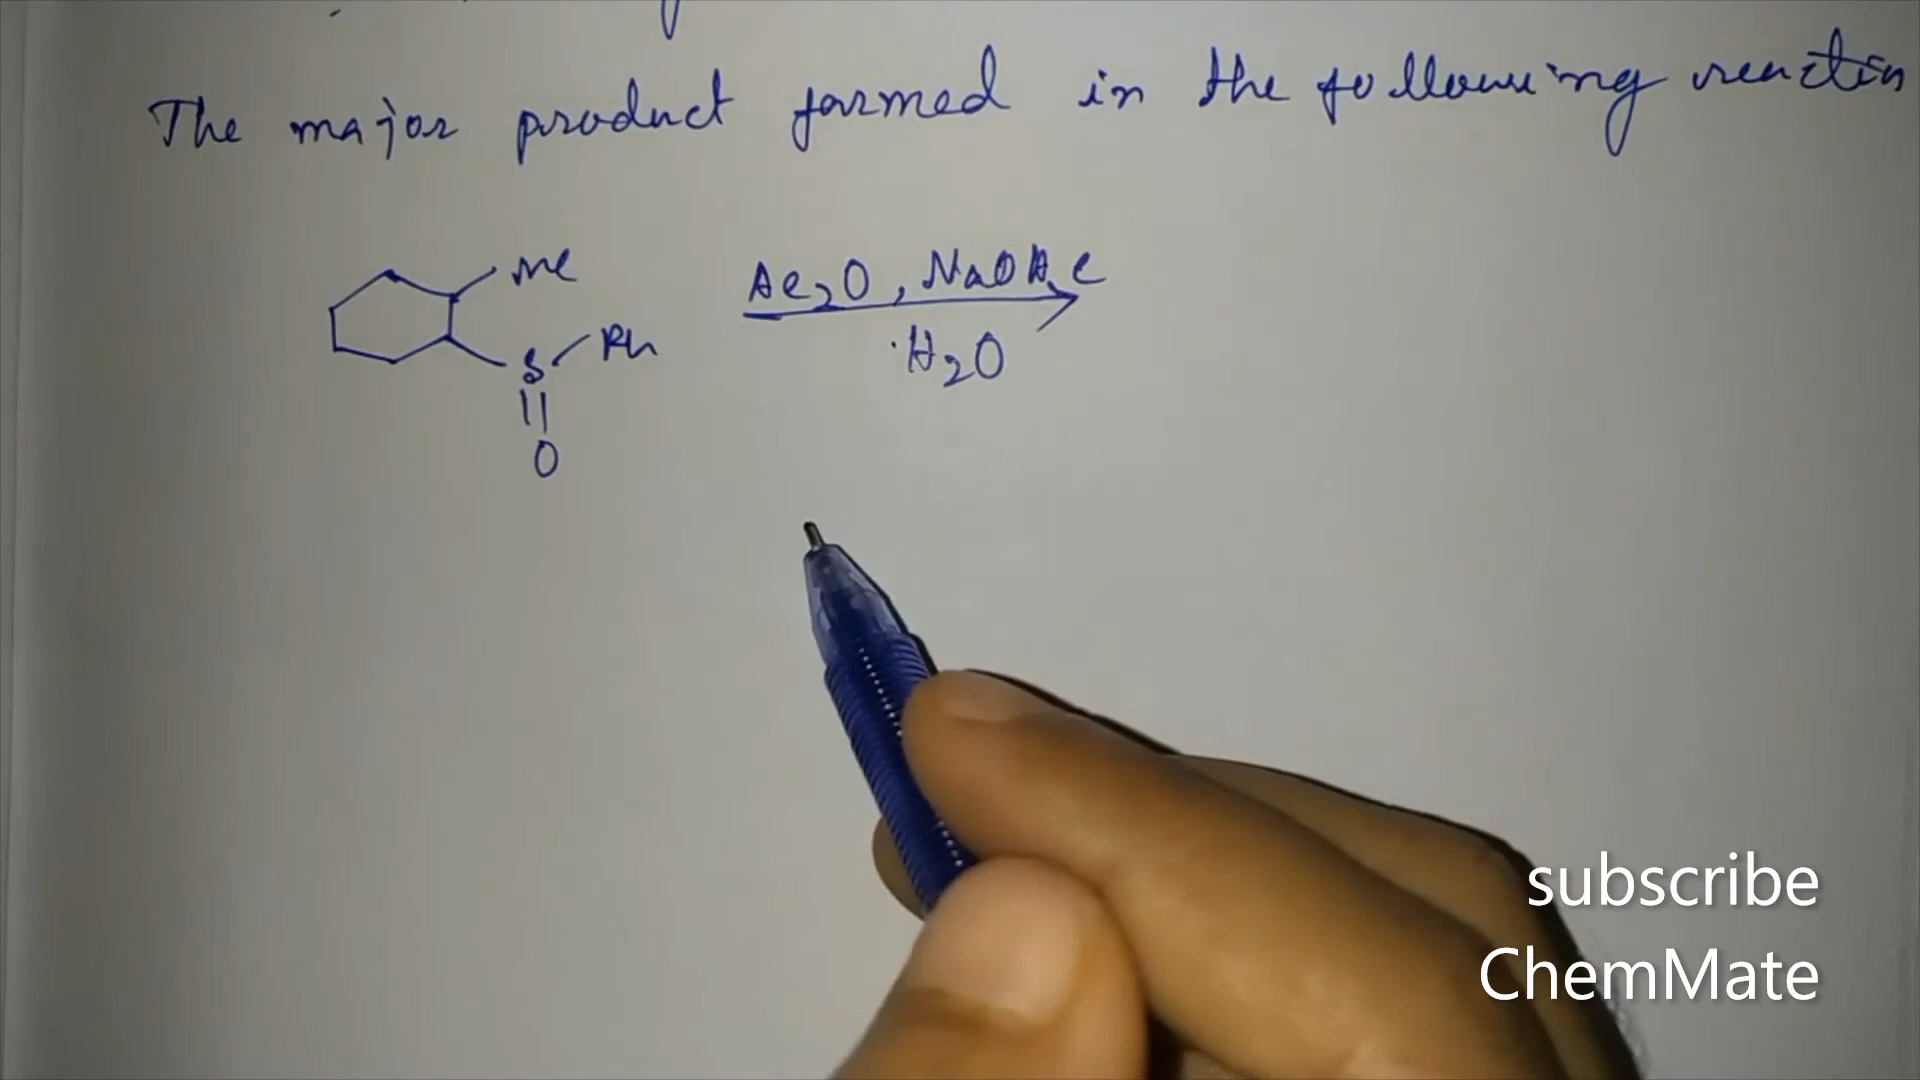 The major product formed in the following reaction
Me
Ac₂O, NaOAc
H₂O
S
Ph
O
subscribe
ChemMate